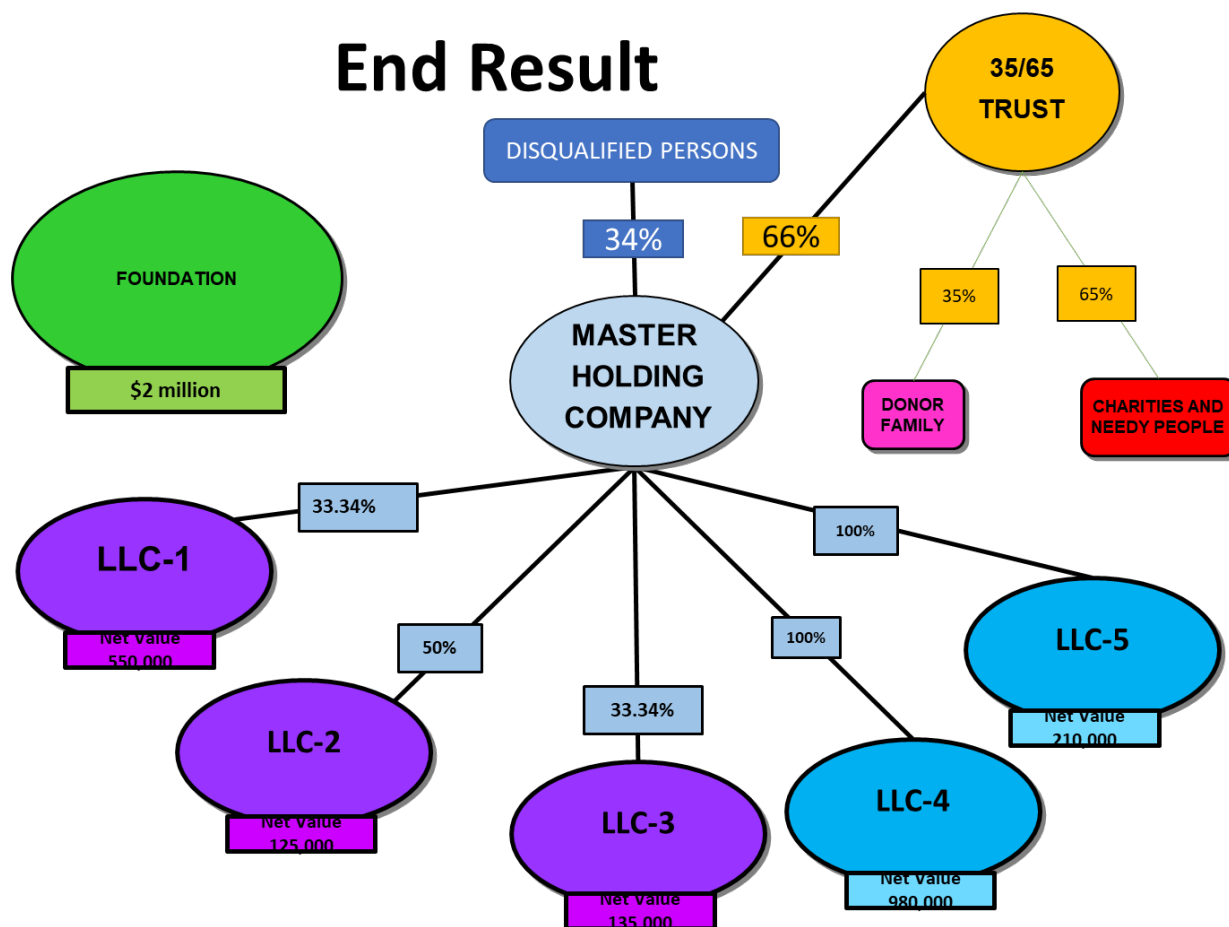 End Result
35/65
TRUST
DISQUALIFIED PERSONS
34%
66%
FOUNDATION
$2 million
35%
65%
MASTER
HOLDING
COMPANY
DONOR
FAMILY
CHARITIES AND
NEEDY PEOPLE
33.34%
100%
LLC-1
Net Value
550,000
50%
100%
LLC-5
Net Value
210,000
33.34%
LLC-2
Net Value
125,000
LLC-3
Net Value
135,000
LLC-4
Net Value
980,000